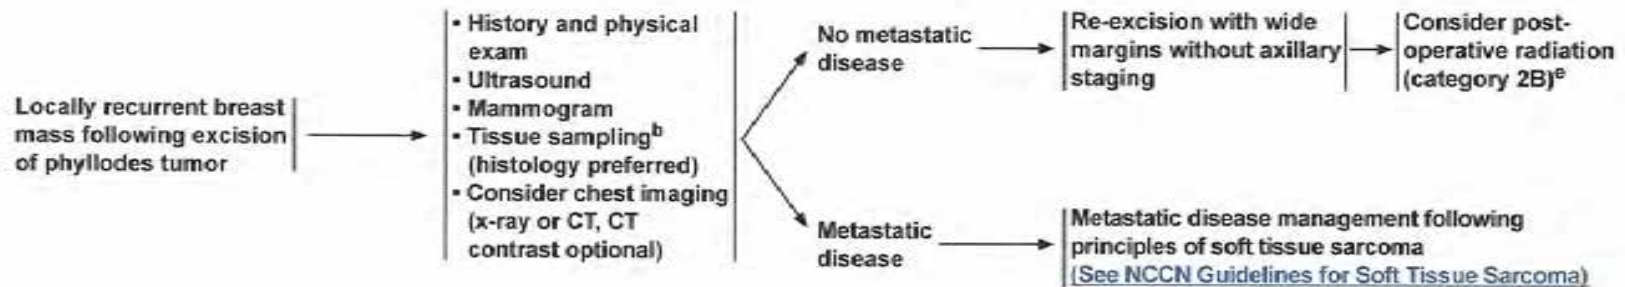 Locally recurrent breast
mass following excision
of phyllodes tumor
• History and physical
exam
• Ultrasound
• Mammogram
• Tissue samplingᵇ
(histology preferred)
• Consider chest imaging
(x-ray or CT, CT
contrast optional)
No metastatic
disease
Re-excision with wide
margins without axillary
staging
Consider post-
operative radiation
(category 2B)ᵉ
Metastatic
disease
Metastatic disease management following
principles of soft tissue sarcoma
(See NCCN Guidelines for Soft Tissue Sarcoma)